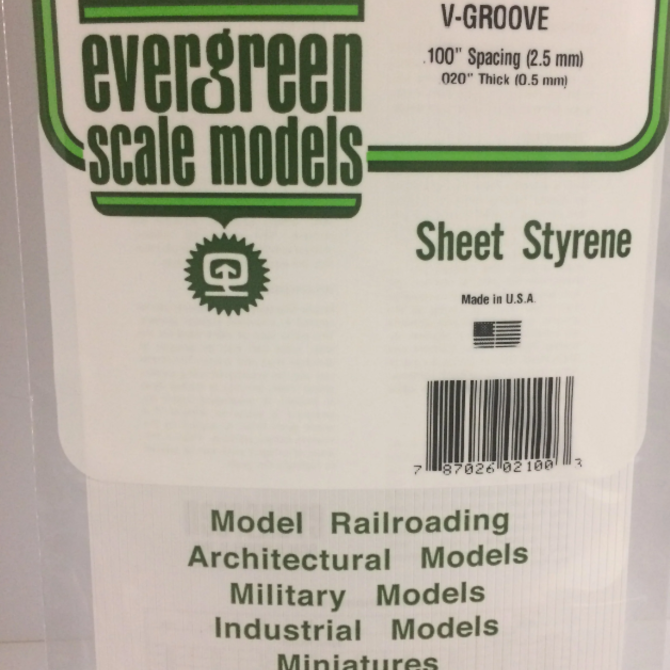 V-GROOVE
.100" Spacing (2.5 mm)
020" Thick (0.5 mm)
evergreen
scale models
Sheet Styrene
Made in U.S.A.
7 87026 02100 3
Model Railroading
Architectural Models
Military Models
Industrial Models
Miniatures